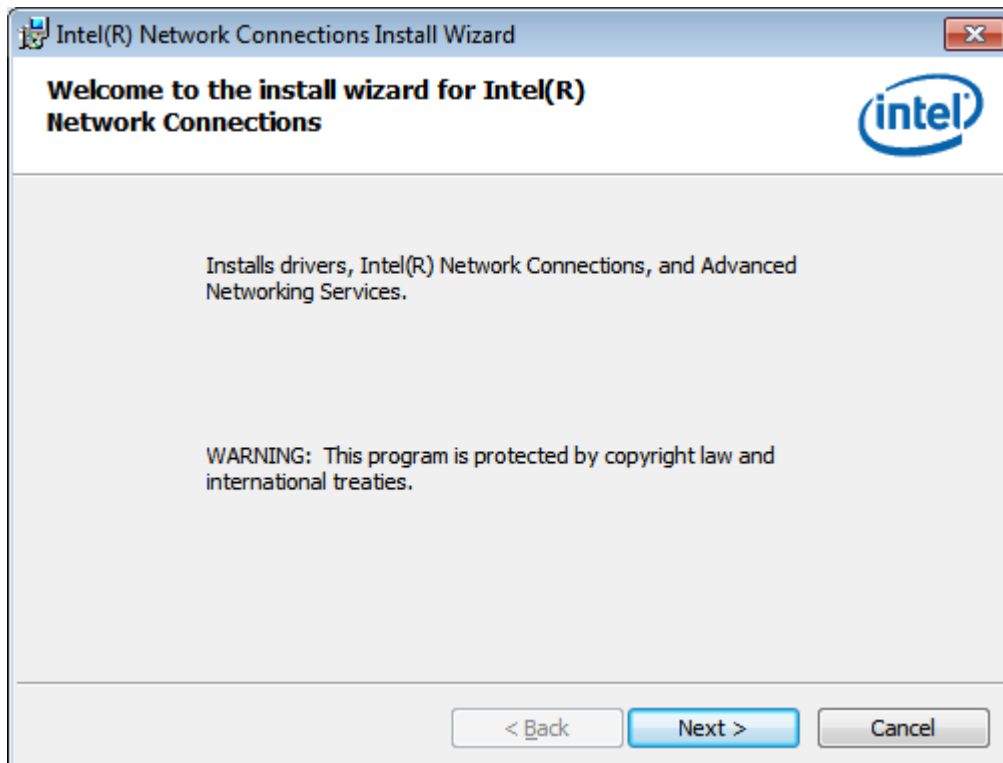 Intel(R) Network Connections Install Wizard
Welcome to the install wizard for Intel(R)
Network Connections
intel
Installs drivers, Intel(R) Network Connections, and Advanced
Networking Services.
WARNING:  This program is protected by copyright law and
international treaties.
< Back
Next >
Cancel